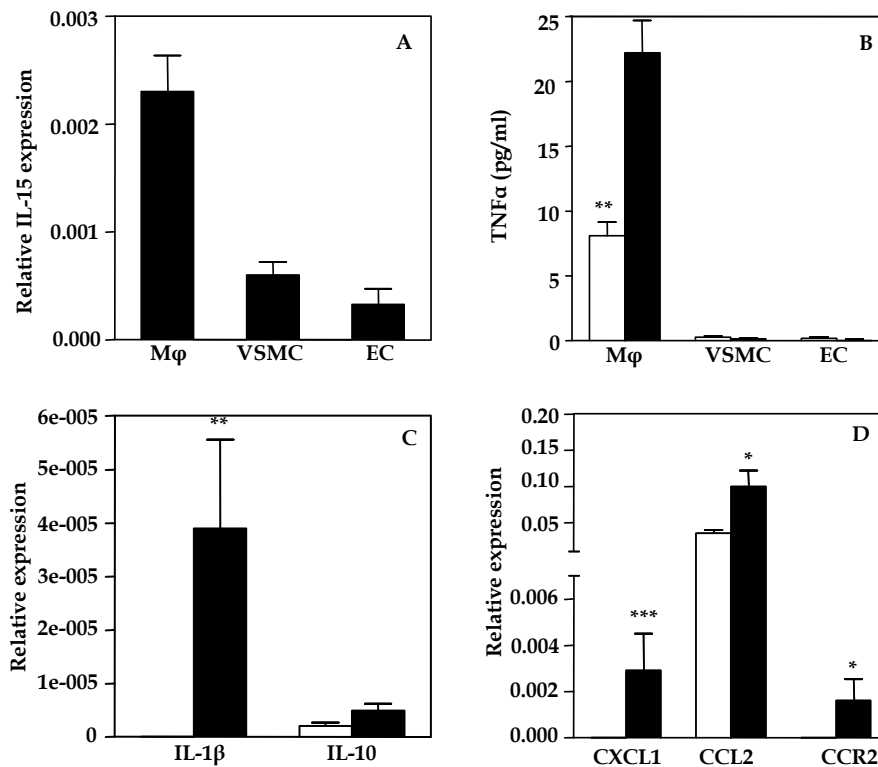 A
Relative IL-15 expression
0.003
0.002
0.001
0.000
Mφ VSMC EC
B
TNFα (pg/ml)
25
20
15
10
5
0
**
Mφ VSMC EC
C
Relative expression
6e-005
5e-005
4e-005
3e-005
2e-005
1e-005
0
**
IL-1β IL-10
D
Relative expression
0.20
0.15
0.10
0.05
0.006
0.004
0.002
0.000
***
*
*
CXCL1 CCL2 CCR2